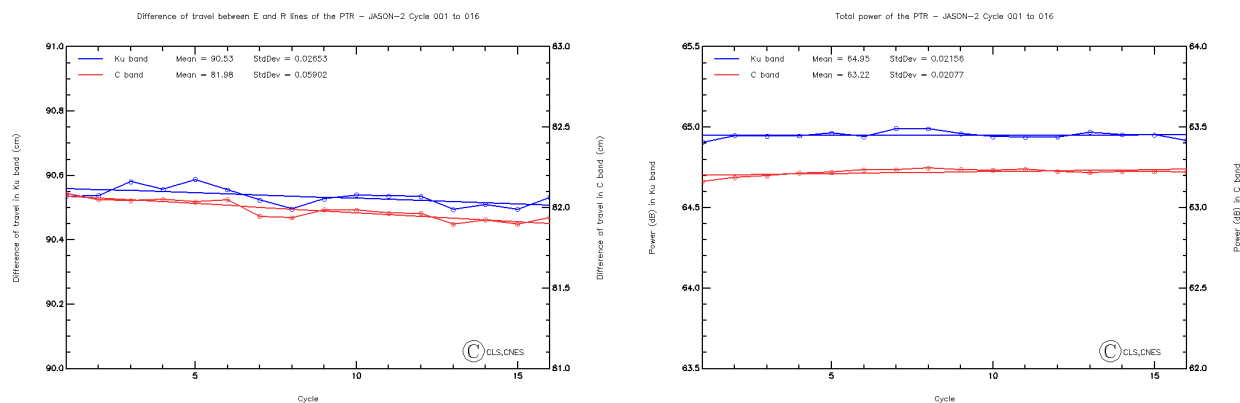 Difference of travel between E and R lines of the PTR - JASON-2 Cycle 001 to 016
91.0
90.8
90.6
90.4
90.2
90.0
Difference of travel in Ku band (cm)
Ku band Mean = 90.53 StdDev = 0.02653
C band Mean = 81.98 StdDev = 0.05902
83.0
82.5
82.0
81.5
81.0
Difference of travel in C band (cm)
5 10 15
Cycle
© CLS,CNES
Total power of the PTR - JASON-2 Cycle 001 to 016
65.5
65.0
64.5
64.0
63.5
Power (dB) in Ku band
Ku band Mean = 64.95 StdDev = 0.02156
C band Mean = 63.22 StdDev = 0.02077
64.0
63.5
63.0
62.5
62.0
Power (dB) in C band
5 10 15
Cycle
© CLS,CNES